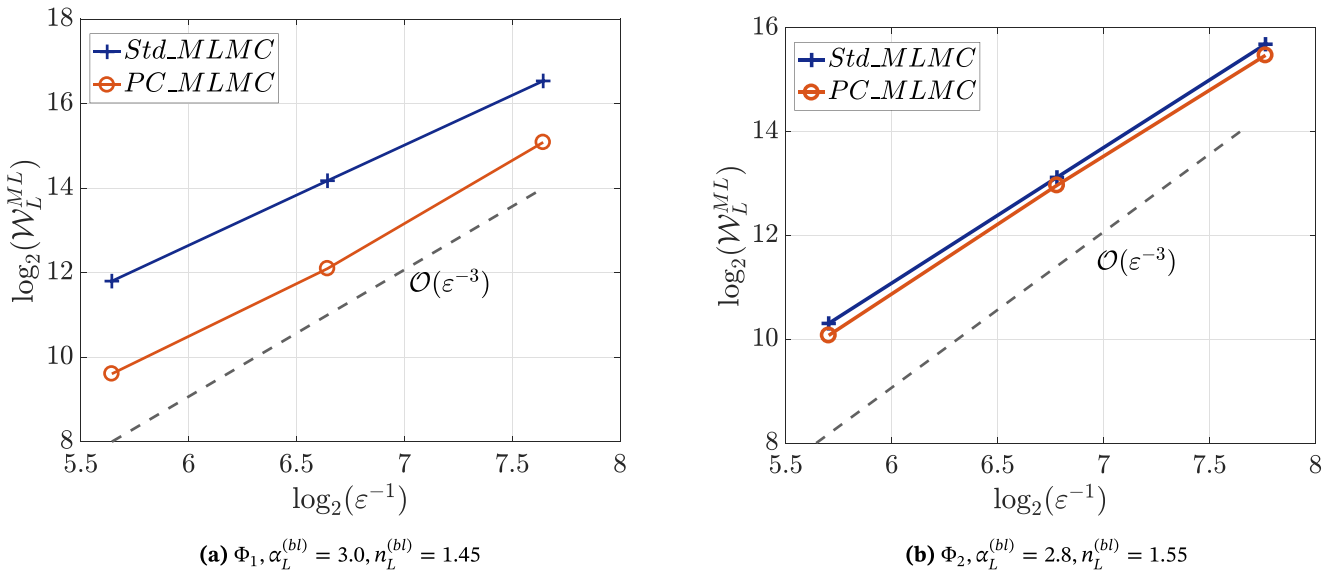 18
16
14
12
10
8
log₂(𝒲_L^{ML})
Std_MLMC
PC_MLMC
𝒪(ε⁻³)
5.5 6 6.5 7 7.5 8
log₂(ε⁻¹)
(a) Φ₁, α_L^{(bl)} = 3.0, n_L^{(bl)} = 1.45
16
14
12
10
8
log₂(𝒲_L^{ML})
Std_MLMC
PC_MLMC
𝒪(ε⁻³)
5.5 6 6.5 7 7.5 8
log₂(ε⁻¹)
(b) Φ₂, α_L^{(bl)} = 2.8, n_L^{(bl)} = 1.55